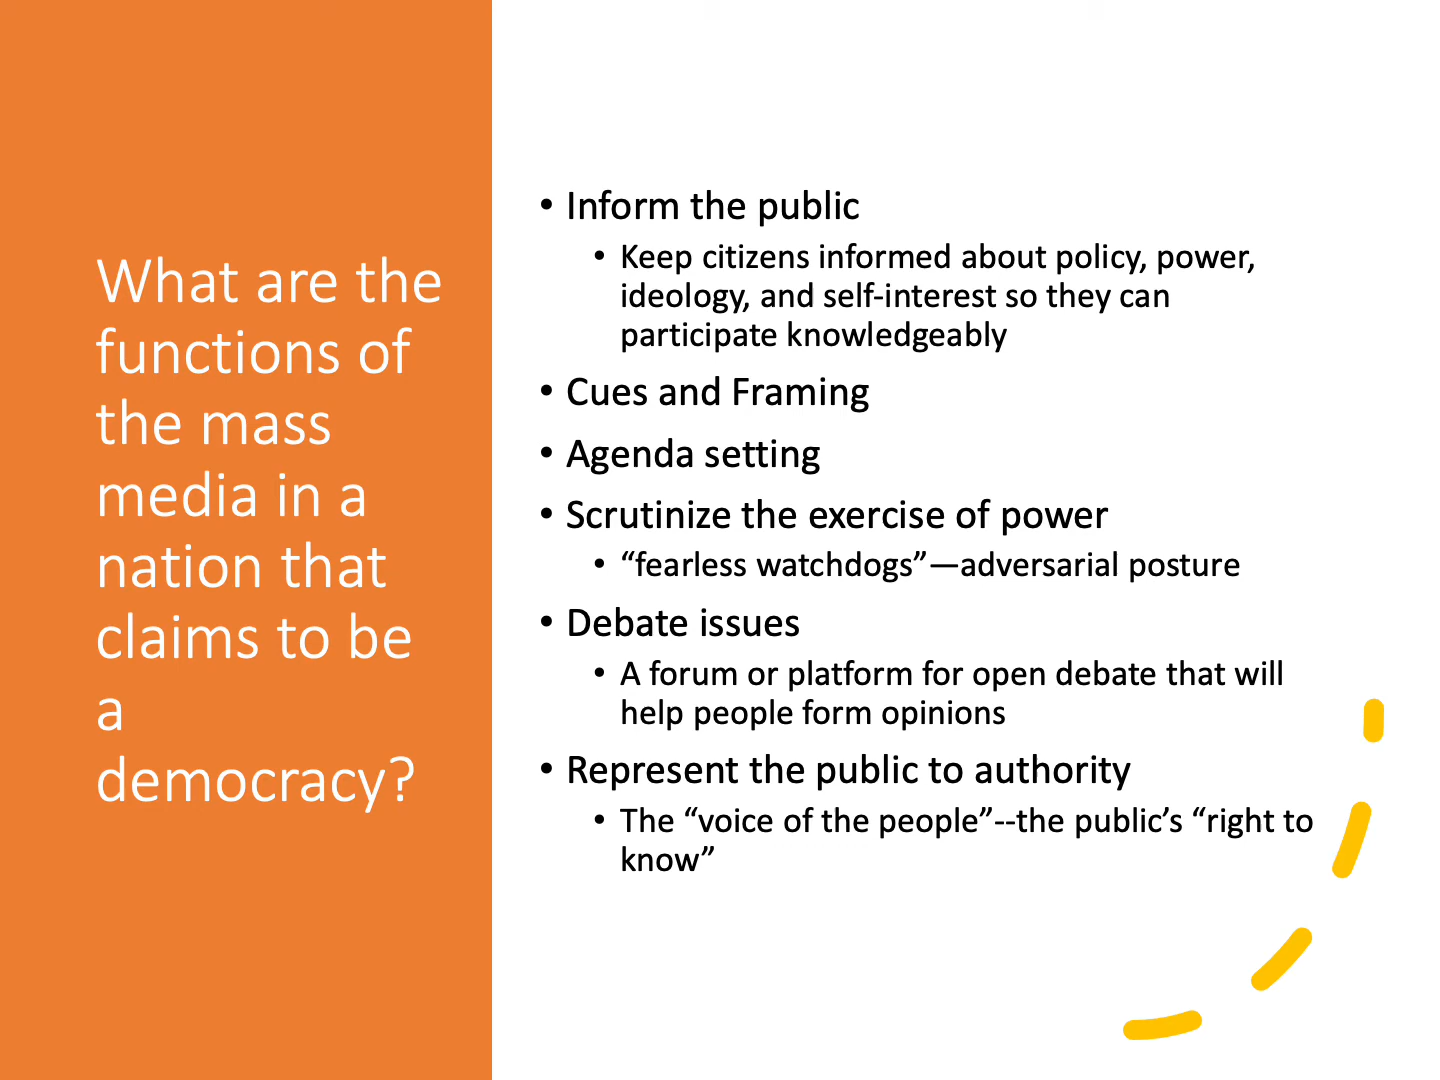 What are the
functions of
the mass
media in a
nation that
claims to be
a
democracy?
• Inform the public
• Keep citizens informed about policy, power,
ideology, and self-interest so they can
participate knowledgeably
• Cues and Framing
• Agenda setting
• Scrutinize the exercise of power
• “fearless watchdogs”—adversarial posture
• Debate issues
• A forum or platform for open debate that will
help people form opinions
• Represent the public to authority
• The “voice of the people”--the public’s “right to
know”